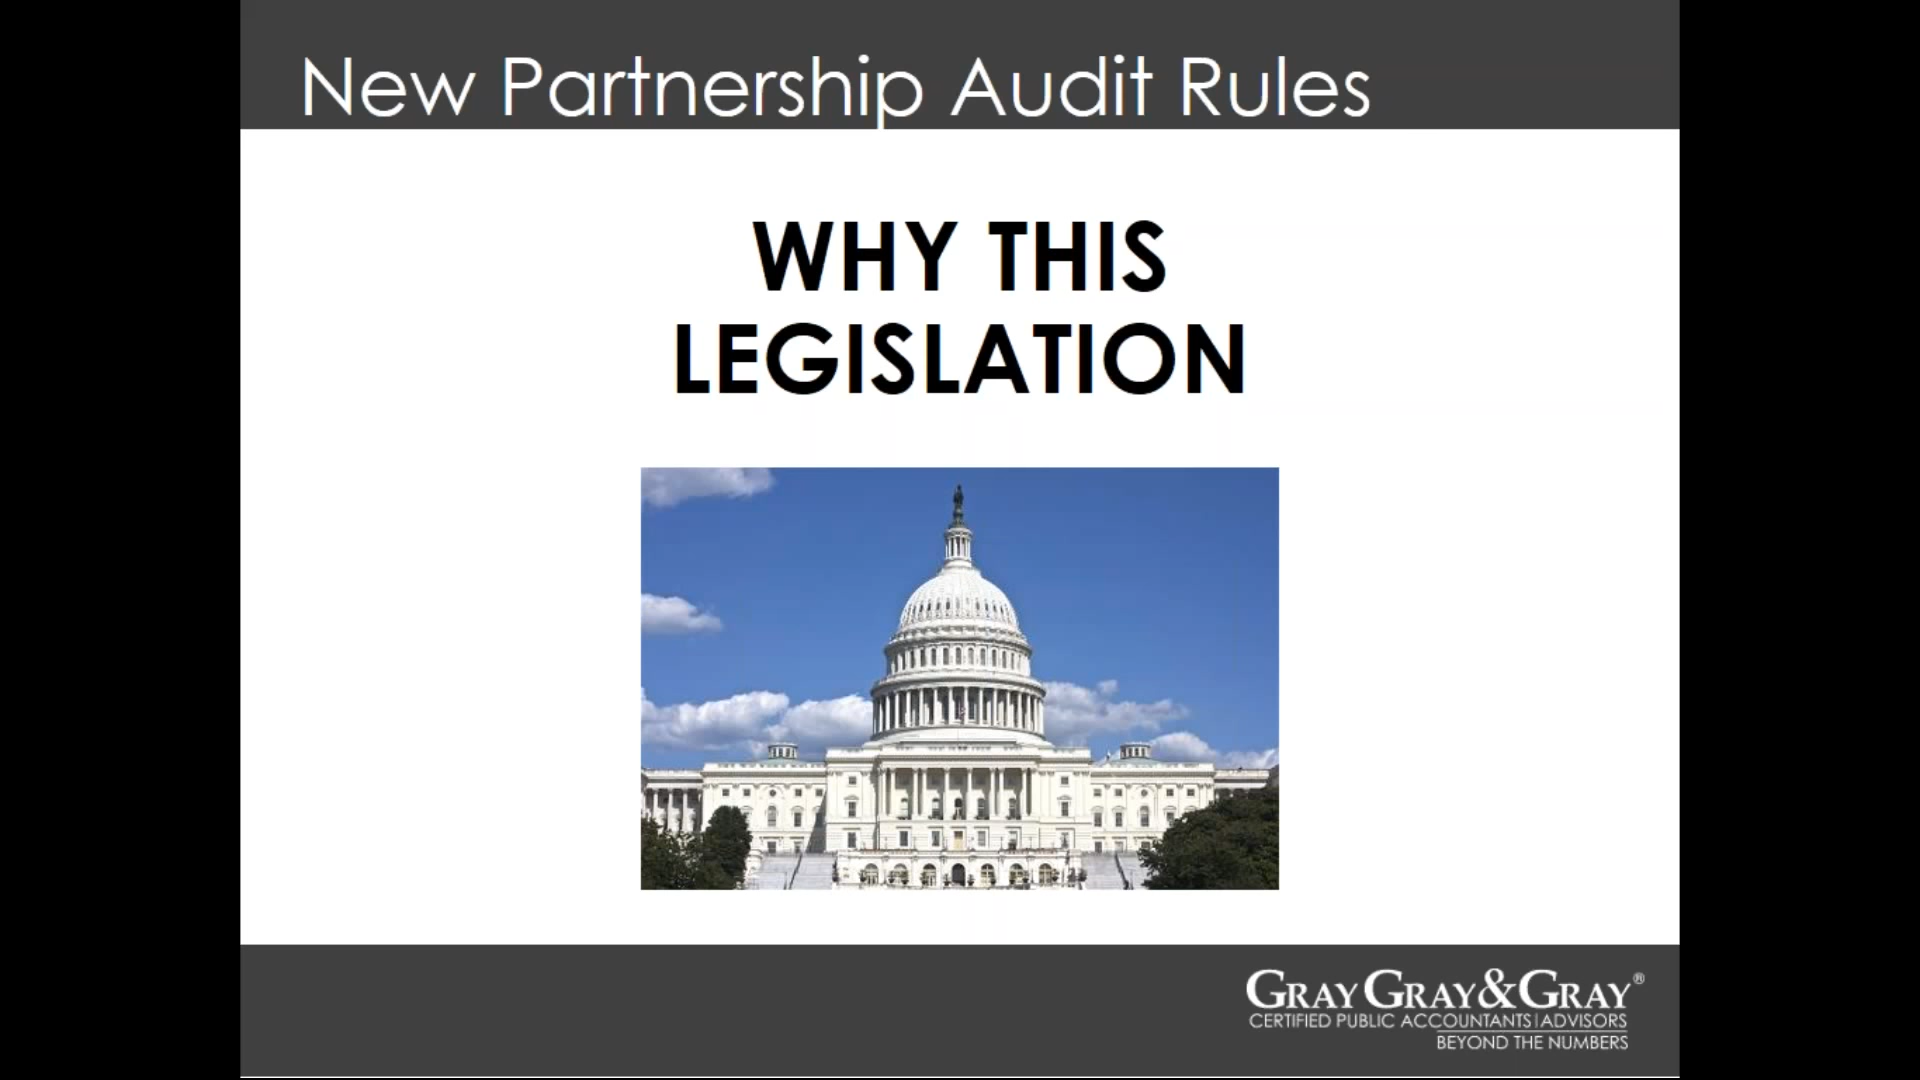 New Partnership Audit Rules
WHY THIS
LEGISLATION
GRAY GRAY & GRAY®
CERTIFIED PUBLIC ACCOUNTANTS | ADVISORS
BEYOND THE NUMBERS